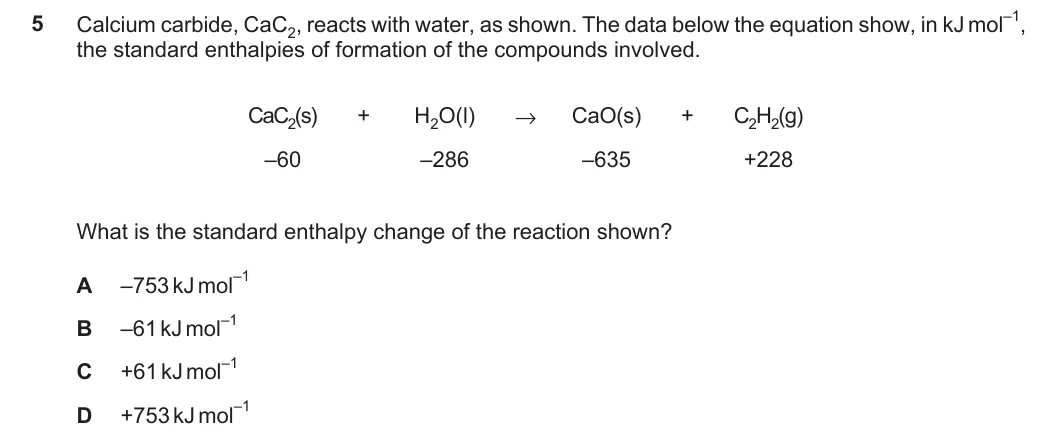 5 Calcium carbide, CaC₂, reacts with water, as shown. The data below the equation show, in kJ mol⁻¹,
the standard enthalpies of formation of the compounds involved.
CaC₂(s) + H₂O(l) → CaO(s) + C₂H₂(g)
–60 –286 –635 +228
What is the standard enthalpy change of the reaction shown?
A –753 kJ mol⁻¹
B –61 kJ mol⁻¹
C +61 kJ mol⁻¹
D +753 kJ mol⁻¹